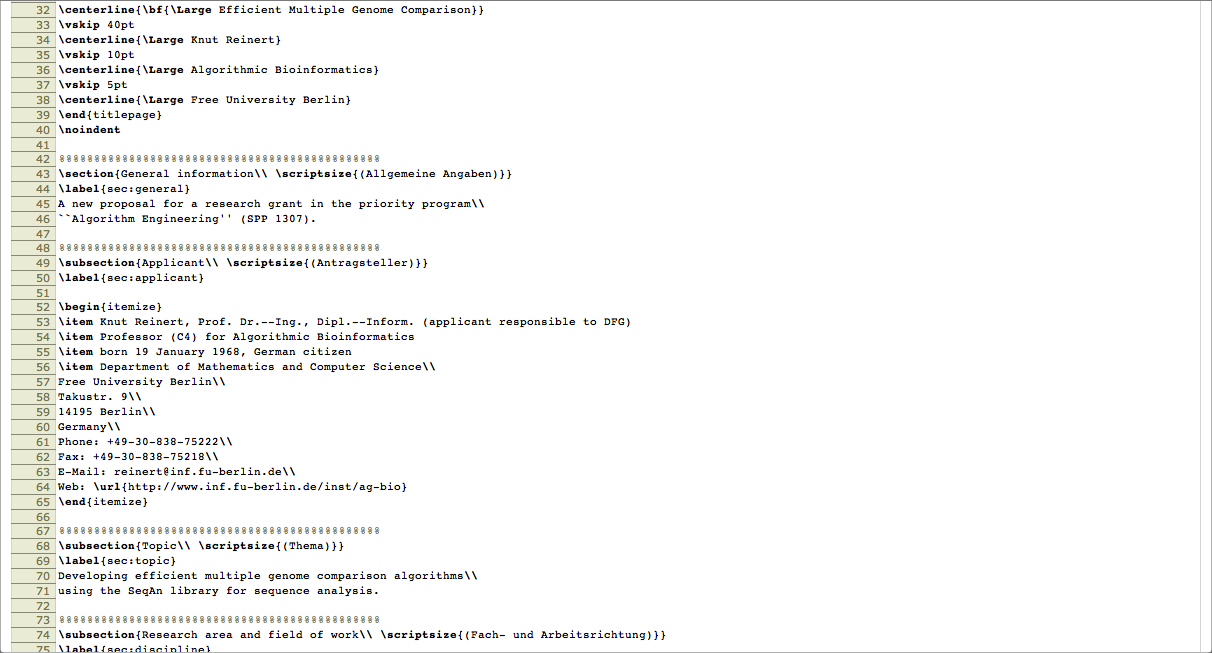 32 \centerline{\bf{\Large Efficient Multiple Genome Comparison}}
33 \vskip 40pt
34 \centerline{\Large Knut Reinert}
35 \vskip 10pt
36 \centerline{\Large Algorithmic Bioinformatics}
37 \vskip 5pt
38 \centerline{\Large Free University Berlin}
39 \end{titlepage}
40 \noindent
41
42 %%%%%%%%%%%%%%%%%%%%%%%%%%%%%%%%%%%%%%%%%%%%%%
43 \section{General information\\ \scriptsize{(Allgemeine Angaben)}}
44 \label{sec:general}
45 A new proposal for a research grant in the priority program\\
46 ``Algorithm Engineering'' (SPP 1307).
47
48 %%%%%%%%%%%%%%%%%%%%%%%%%%%%%%%%%%%%%%%%%%%%%%
49 \subsection{Applicant\\ \scriptsize{(Antragsteller)}}
50 \label{sec:applicant}
51
52 \begin{itemize}
53 \item Knut Reinert, Prof. Dr.--Ing., Dipl.--Inform. (applicant responsible to DFG)
54 \item Professor (C4) for Algorithmic Bioinformatics
55 \item born 19 January 1968, German citizen
56 \item Department of Mathematics and Computer Science\\
57 Free University Berlin\\
58 Takustr. 9\\
59 14195 Berlin\\
60 Germany\\
61 Phone: +49-30-838-75222\\
62 Fax: +49-30-838-75218\\
63 E-Mail: reinert@inf.fu-berlin.de\\
64 Web: \url{http://www.inf.fu-berlin.de/inst/ag-bio}
65 \end{itemize}
66
67 %%%%%%%%%%%%%%%%%%%%%%%%%%%%%%%%%%%%%%%%%%%%%%
68 \subsection{Topic\\ \scriptsize{(Thema)}}
69 \label{sec:topic}
70 Developing efficient multiple genome comparison algorithms\\
71 using the SeqAn library for sequence analysis.
72
73 %%%%%%%%%%%%%%%%%%%%%%%%%%%%%%%%%%%%%%%%%%%%%%
74 \subsection{Research area and field of work\\ \scriptsize{(Fach- und Arbeitsrichtung)}}
75 \label{sec:discipline}